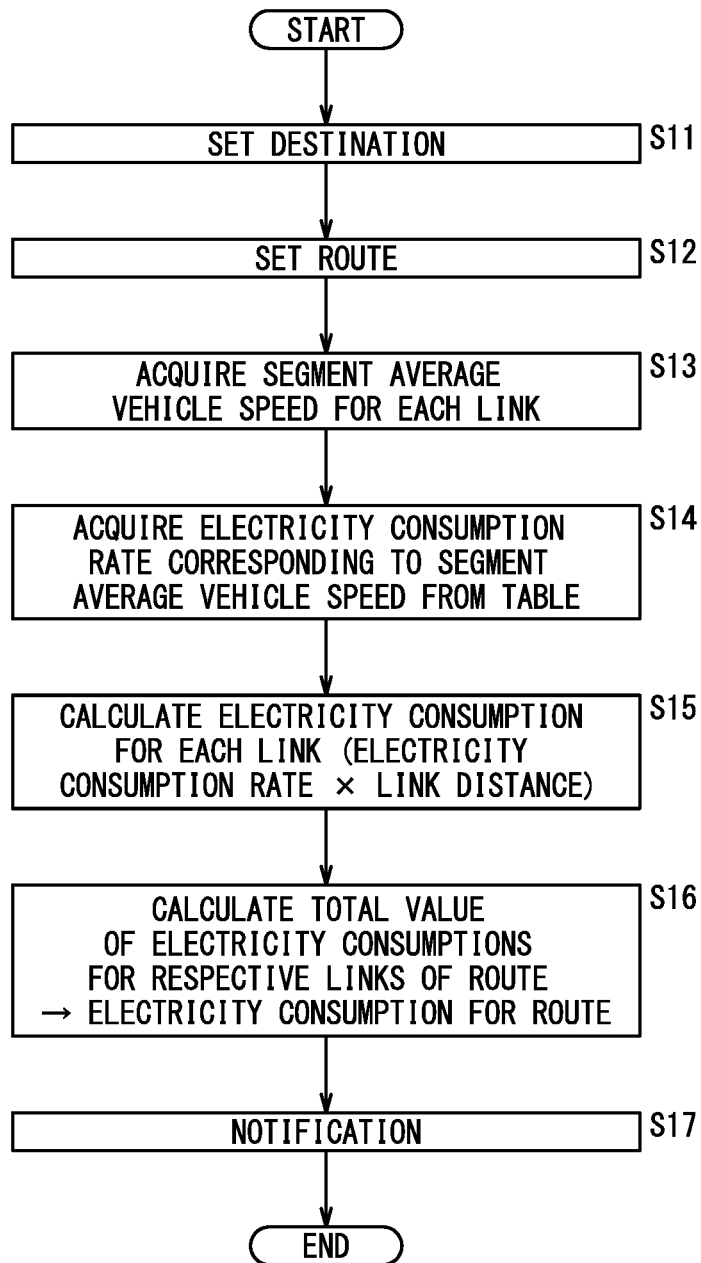 START
SET DESTINATION
S11
SET ROUTE
S12
ACQUIRE SEGMENT AVERAGE
VEHICLE SPEED FOR EACH LINK
S13
ACQUIRE ELECTRICITY CONSUMPTION
RATE CORRESPONDING TO SEGMENT
AVERAGE VEHICLE SPEED FROM TABLE
S14
CALCULATE ELECTRICITY CONSUMPTION
FOR EACH LINK (ELECTRICITY
CONSUMPTION RATE × LINK DISTANCE)
S15
CALCULATE TOTAL VALUE
OF ELECTRICITY CONSUMPTIONS
FOR RESPECTIVE LINKS OF ROUTE
→ ELECTRICITY CONSUMPTION FOR ROUTE
S16
NOTIFICATION
S17
END